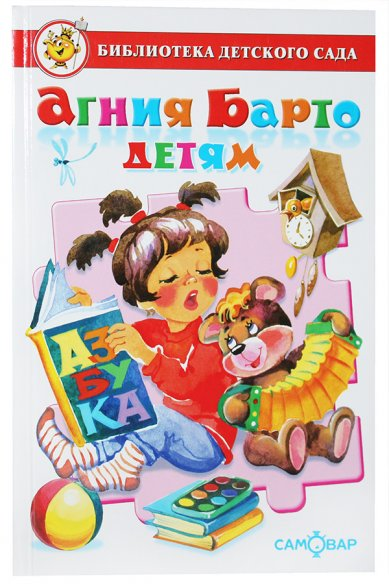 БИБЛИОТЕКА ДЕТСКОГО САДА
АГНИЯ БАРТО
ДЕТЯМ
АЗ
БУ
КА
САМОВАР